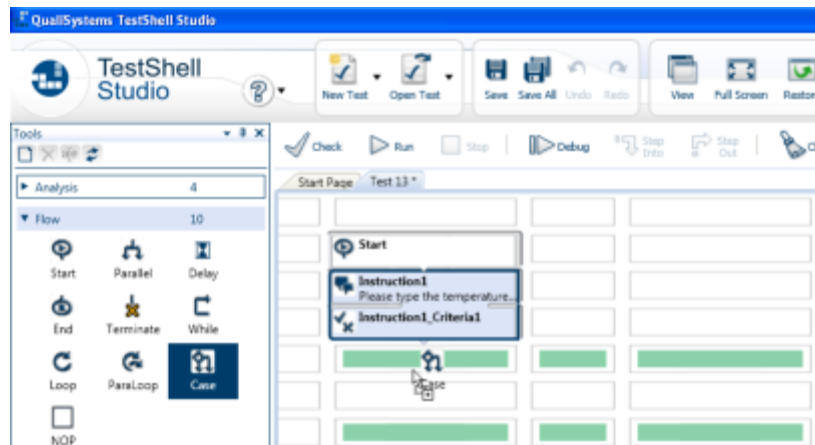 QualiSystems TestShell Studio
TestShell
Studio
?
New Test
Open Test
Save
Save All
Undo
Redo
View
Full Screen
Tools
Check
Run
Stop
Debug
Step
Into
Step
Out
Analysis 4
Start Page
Test 13 *
Flow 10
Start
Parallel
Delay
End
Terminate
While
Loop
ParaLoop
Case
NOP
Start
Instruction1
Please type the temperature...
Instruction1_Criteria1
Case